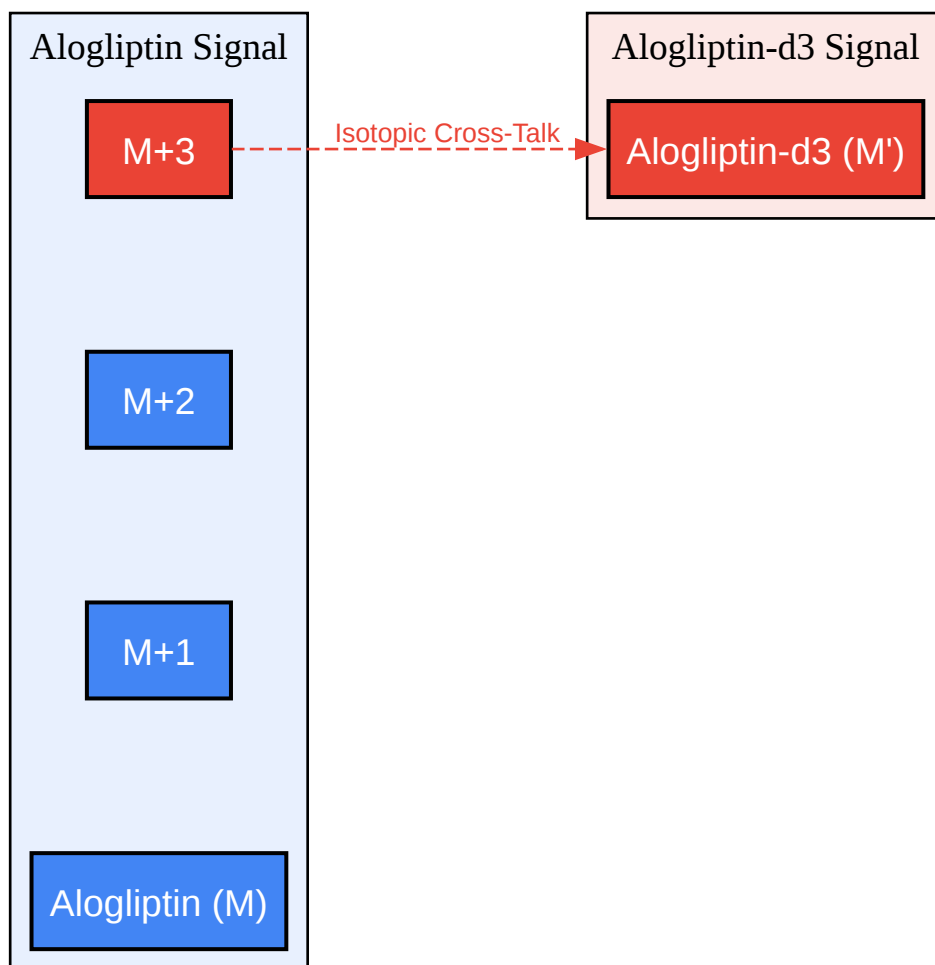 Alogliptin Signal
Alogliptin-d3 Signal
M+3
Isotopic Cross-Talk
Alogliptin-d3 (M')
M+2
M+1
Alogliptin (M)